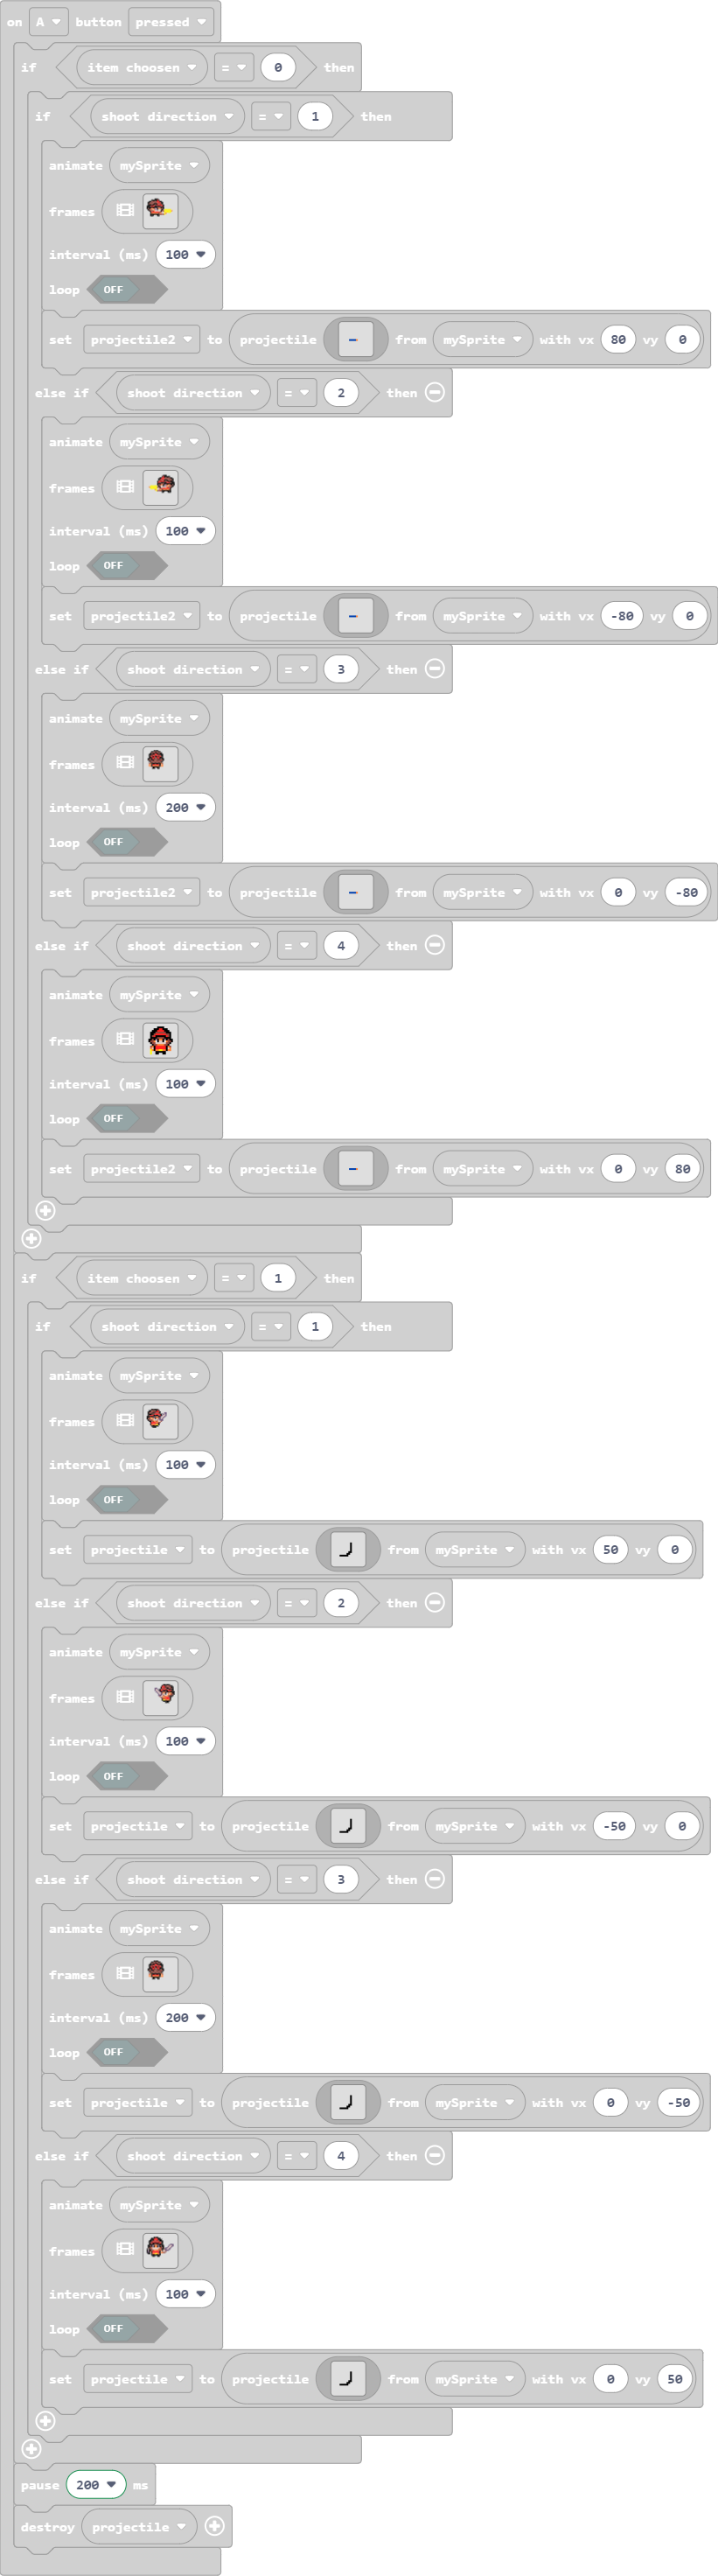 on A button pressed
if item choosen = 0 then
if shoot direction = 1 then
animate mySprite
frames
interval (ms) 100
loop OFF
set projectile2 to projectile from mySprite with vx 80 vy 0
else if shoot direction = 2 then
animate mySprite
frames
interval (ms) 100
loop OFF
set projectile2 to projectile from mySprite with vx -80 vy 0
else if shoot direction = 3 then
animate mySprite
frames
interval (ms) 200
loop OFF
set projectile2 to projectile from mySprite with vx 0 vy -80
else if shoot direction = 4 then
animate mySprite
frames
interval (ms) 100
loop OFF
set projectile2 to projectile from mySprite with vx 0 vy 80
if item choosen = 1 then
if shoot direction = 1 then
animate mySprite
frames
interval (ms) 100
loop OFF
set projectile to projectile from mySprite with vx 50 vy 0
else if shoot direction = 2 then
animate mySprite
frames
interval (ms) 100
loop OFF
set projectile to projectile from mySprite with vx -50 vy 0
else if shoot direction = 3 then
animate mySprite
frames
interval (ms) 200
loop OFF
set projectile to projectile from mySprite with vx 0 vy -50
else if shoot direction = 4 then
animate mySprite
frames
interval (ms) 100
loop OFF
set projectile to projectile from mySprite with vx 0 vy 50
pause 200 ms
destroy projectile